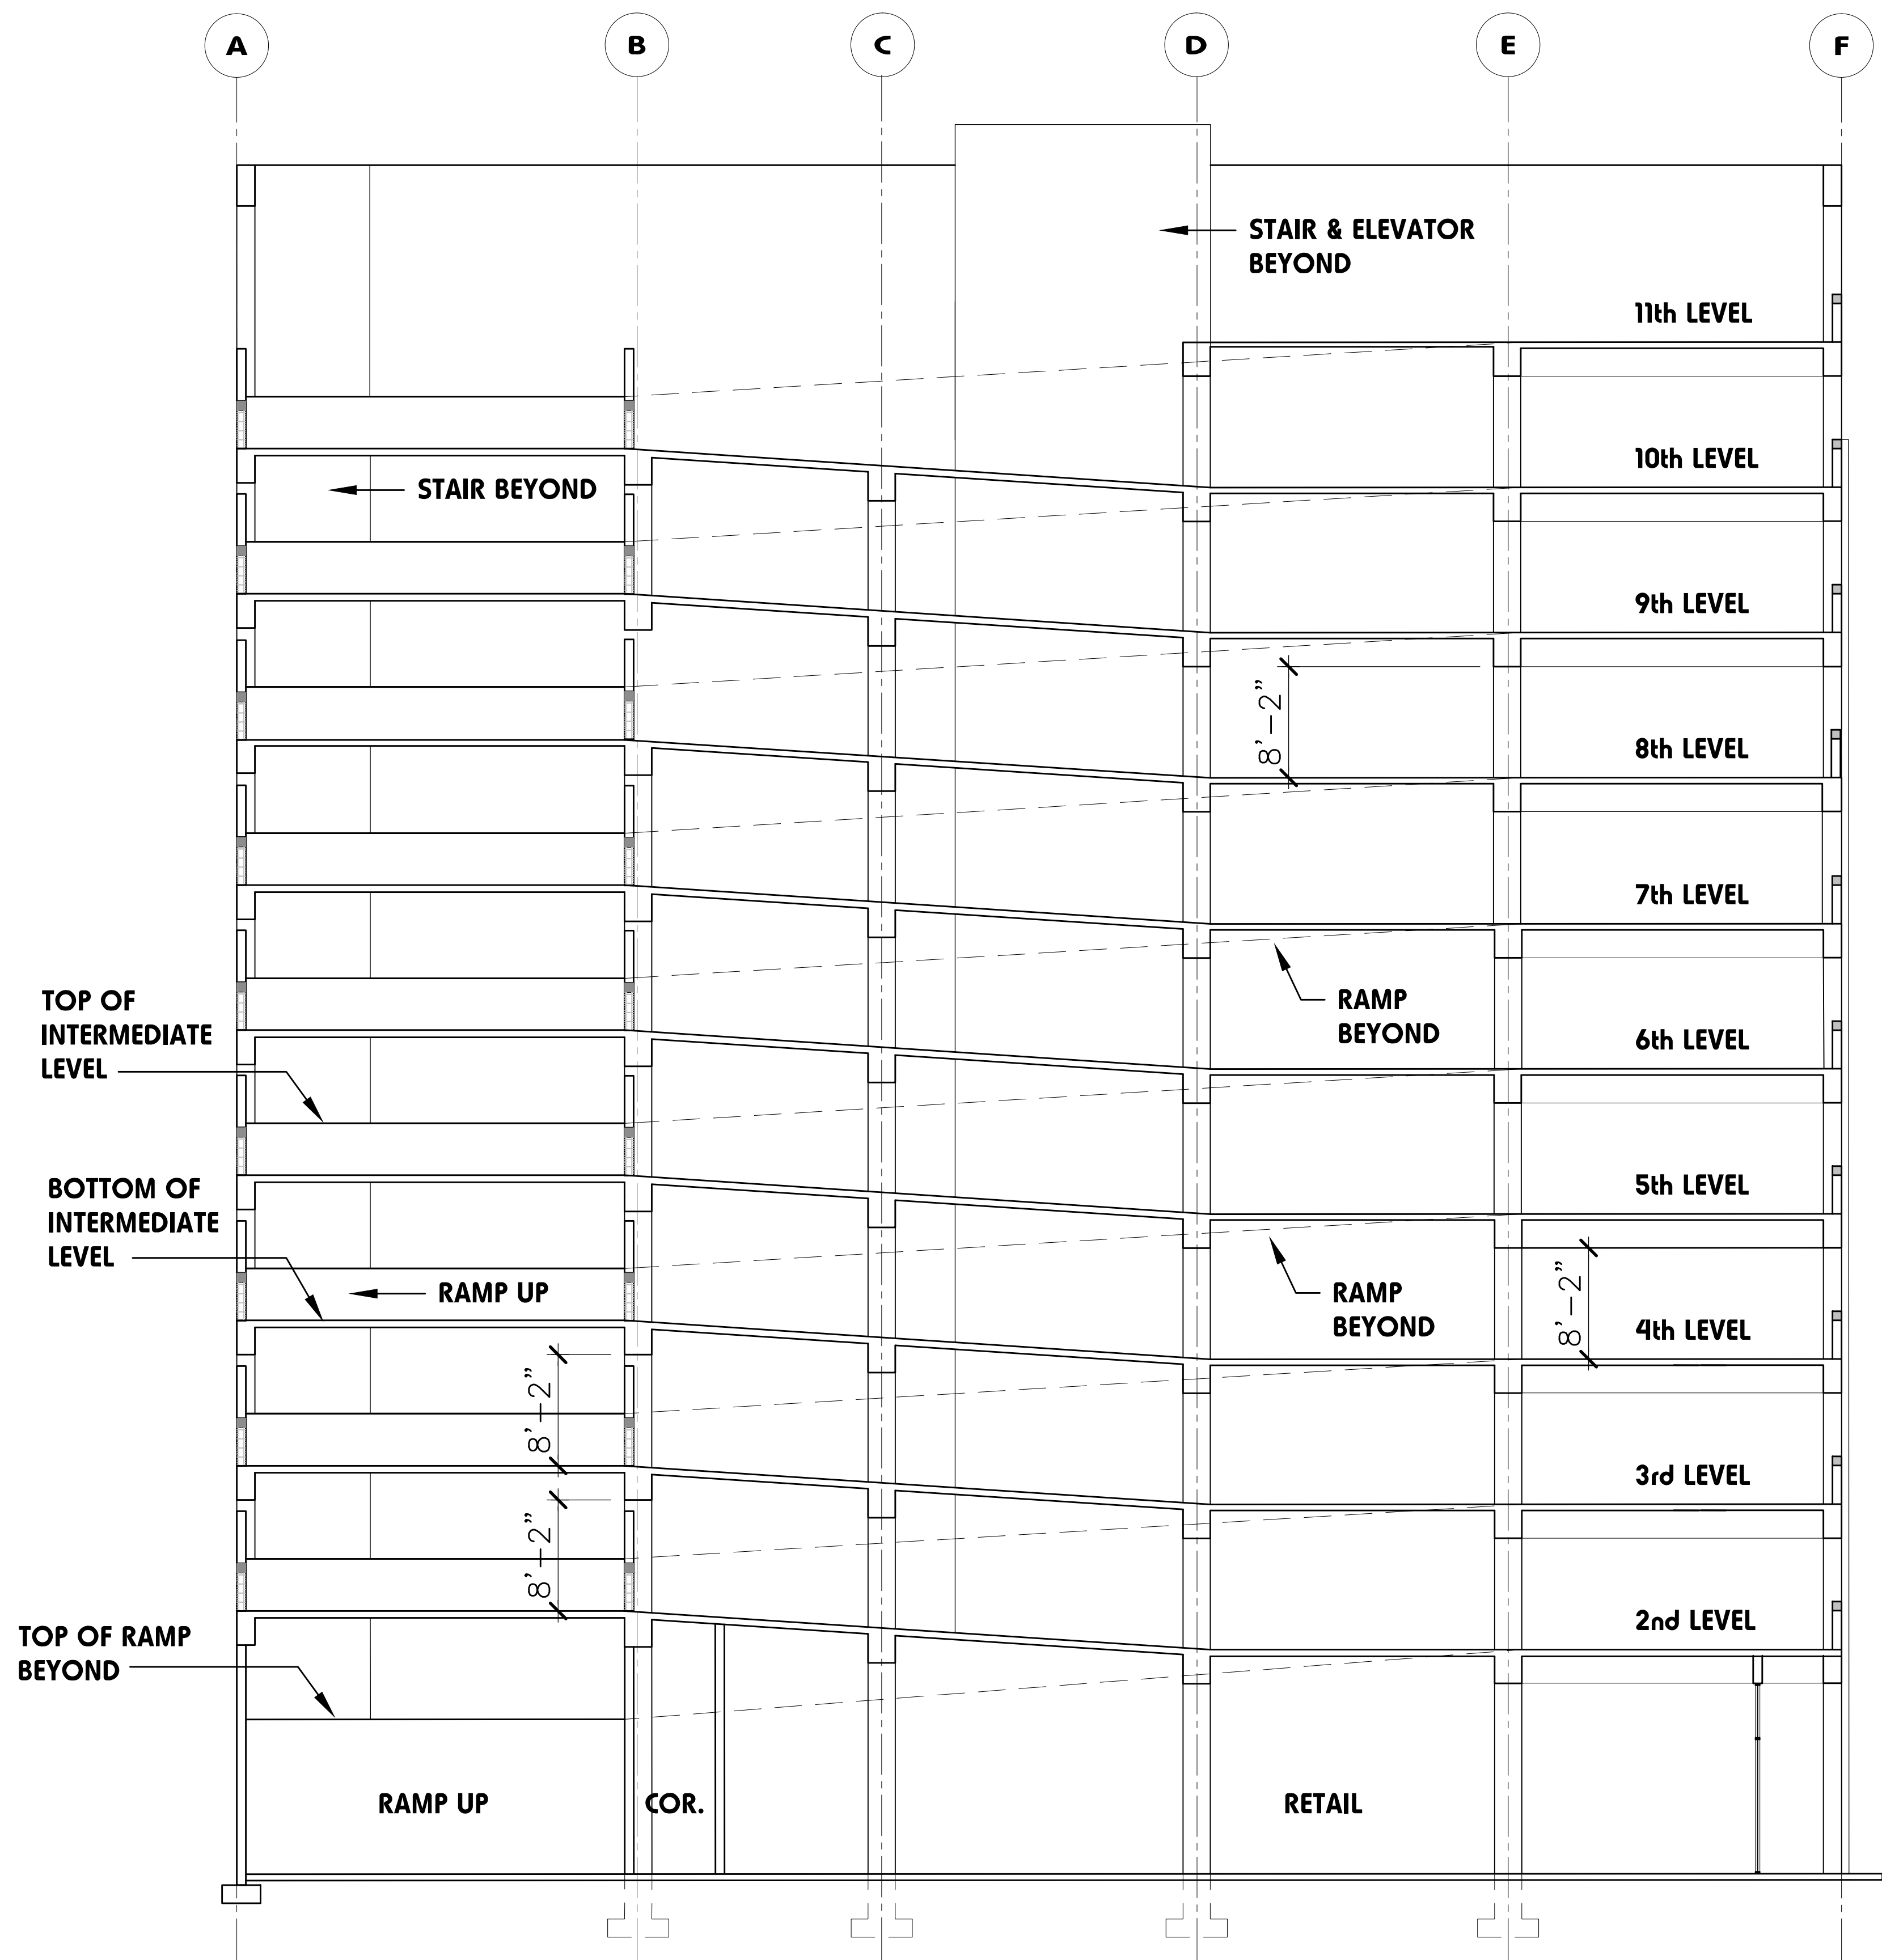 A
B
C
D
E
F
STAIR & ELEVATOR
BEYOND
11th LEVEL
10th LEVEL
STAIR BEYOND
9th LEVEL
8'-2"
8th LEVEL
7th LEVEL
TOP OF
INTERMEDIATE
LEVEL
RAMP
BEYOND
6th LEVEL
BOTTOM OF
INTERMEDIATE
LEVEL
5th LEVEL
RAMP UP
RAMP
BEYOND
8'-2"
4th LEVEL
8'-2"
3rd LEVEL
8'-2"
2nd LEVEL
TOP OF RAMP
BEYOND
RAMP UP
COR.
RETAIL